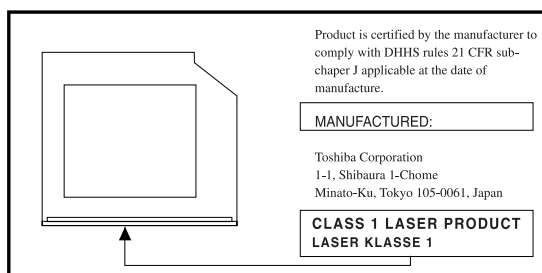 Product is certified by the manufacturer to
comply with DHHS rules 21 CFR sub-
chaper J applicable at the date of
manufacture.
MANUFACTURED:
Toshiba Corporation
1-1, Shibaura 1-Chome
Minato-Ku, Tokyo 105-0061, Japan
CLASS 1 LASER PRODUCT
LASER KLASSE 1